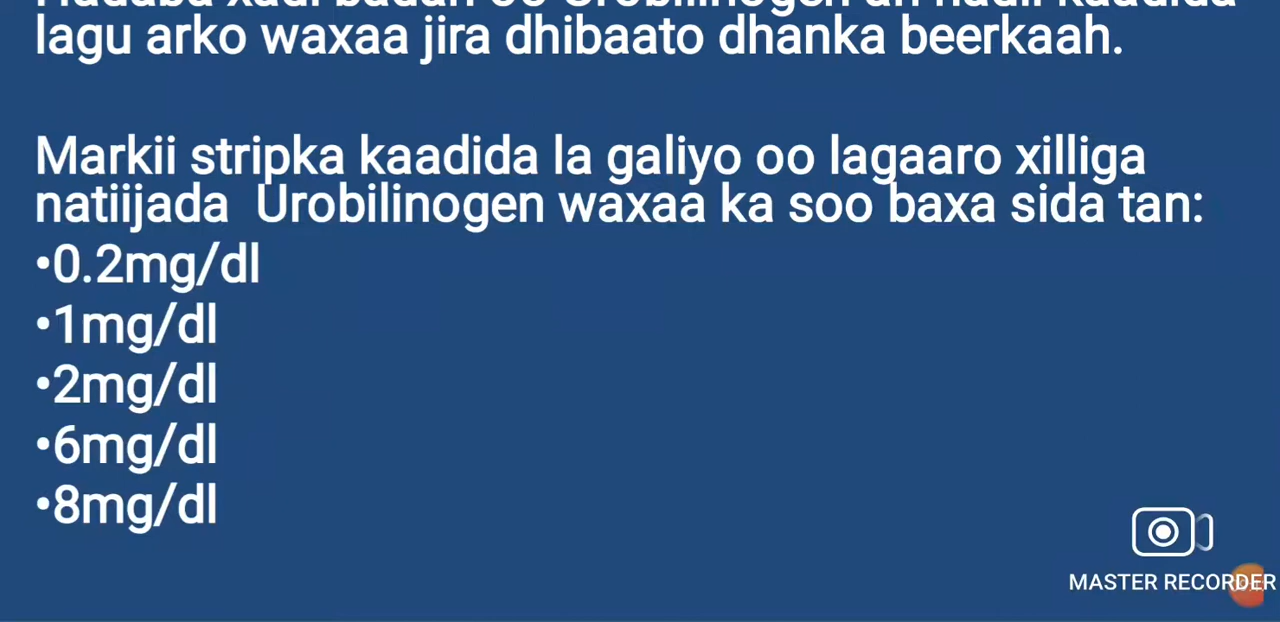 lagu arko waxaa jira dhibaato dhanka beerkaah.
Markii stripka kaadida la galiyo oo lagaaro xilliga
natiijada Urobilinogen waxaa ka soo baxa sida tan:
•0.2mg/dl
•1mg/dl
•2mg/dl
•6mg/dl
•8mg/dl
MASTER RECORDER